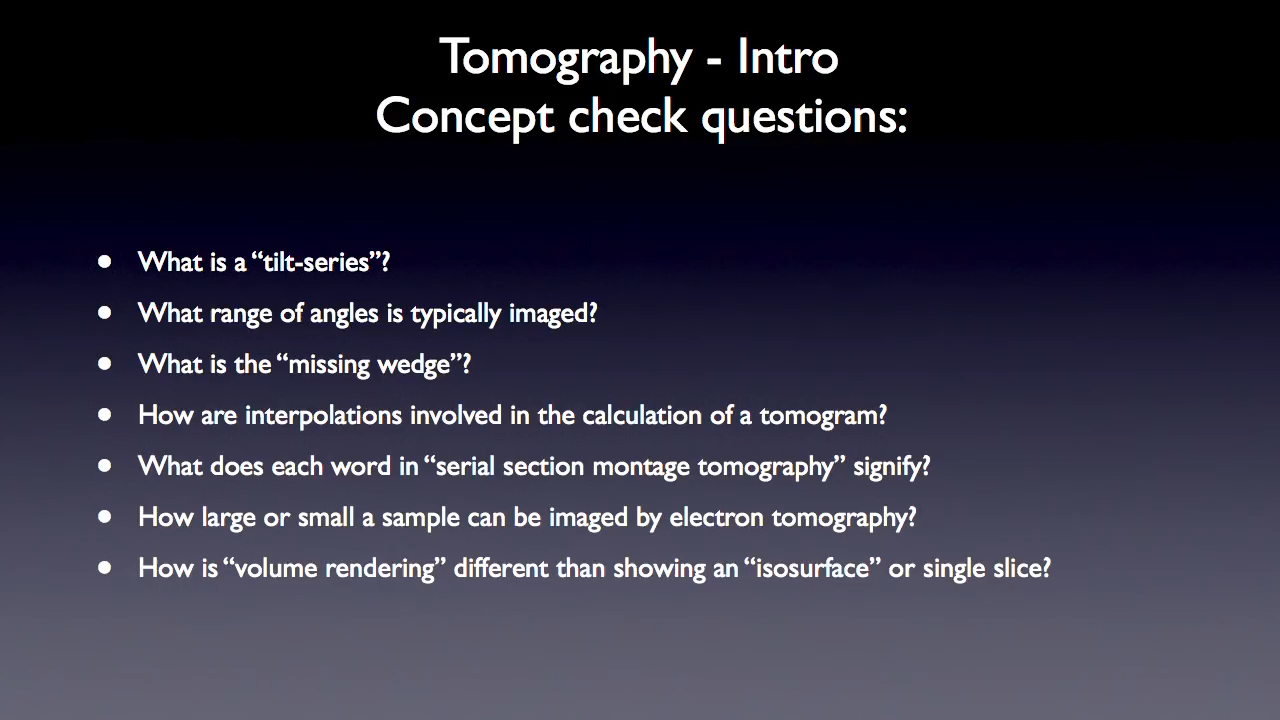 Tomography - Intro
Concept check questions:
• What is a “tilt-series”?
• What range of angles is typically imaged?
• What is the “missing wedge”?
• How are interpolations involved in the calculation of a tomogram?
• What does each word in “serial section montage tomography” signify?
• How large or small a sample can be imaged by electron tomography?
• How is “volume rendering” different than showing an “isosurface” or single slice?